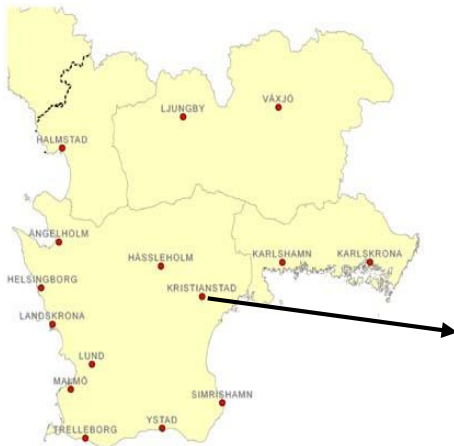 VÄXJÖ
LJUNGBY
HALMSTAD
ÄNGELHOLM
HÄSSLEHOLM
KARLSHAMN
KARLSKRONA
HELSINGBORG
KRISTIANSTAD
LANDSKRONA
LUND
MALMÖ
SIMRISHAMN
YSTAD
TRELLEBORG